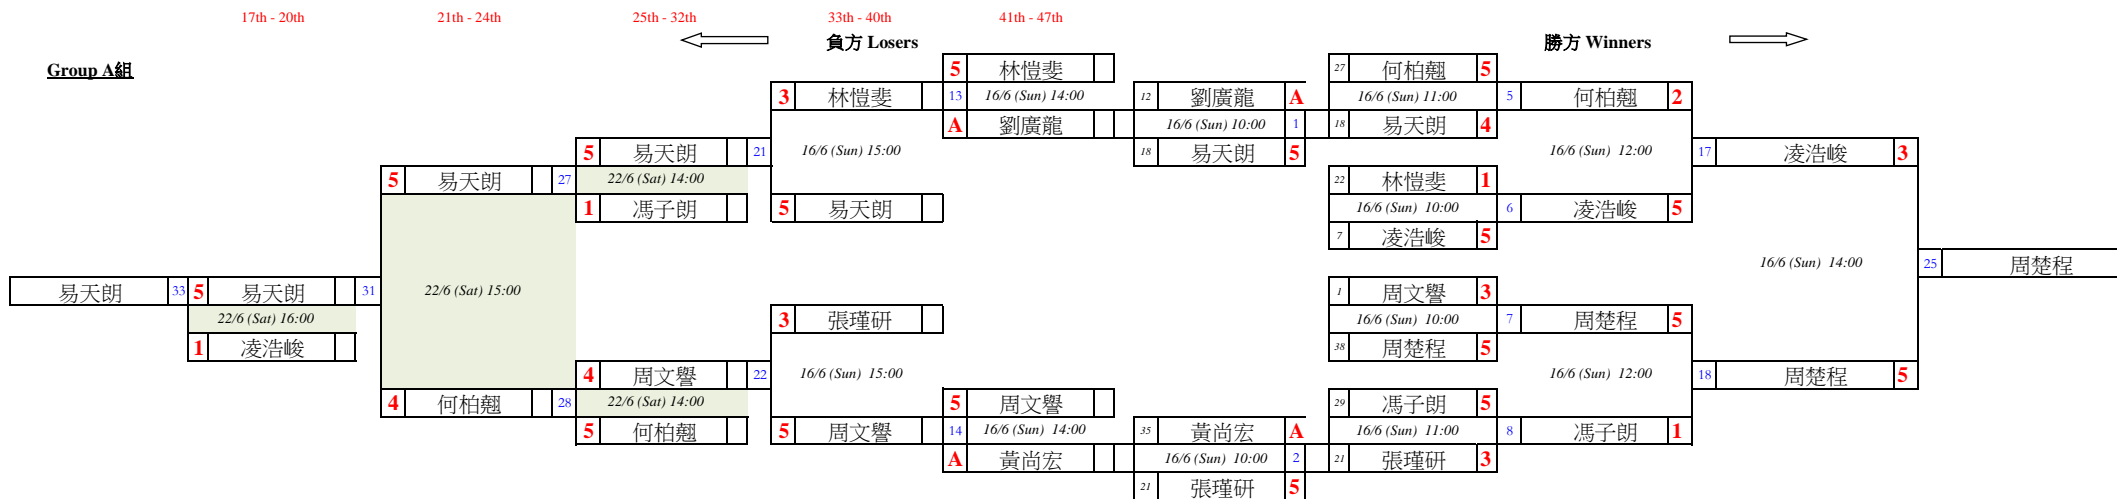 17th - 20th 21th - 24th 25th - 32th 33th - 40th 41th - 47th
負方 Losers 勝方 Winners
Group A組
5 林愷斐 27 何柏翹 5
3 林愷斐 13 16/6 (Sun) 14:00 12 劉廣龍 A 16/6 (Sun) 11:00 5 何柏翹 2
A 劉廣龍 16/6 (Sun) 10:00 1 18 易天朗 4
5 易天朗 21 16/6 (Sun) 15:00 18 易天朗 5 16/6 (Sun) 12:00 17 凌浩峻 3
5 易天朗 27 22/6 (Sat) 14:00 22 林愷斐 1
1 馮子朗 5 易天朗 16/6 (Sun) 10:00 6 凌浩峻 5
7 凌浩峻 5
16/6 (Sun) 14:00 25 周楚程
易天朗 33 5 易天朗 31 22/6 (Sat) 15:00 1 周文譽 3
22/6 (Sat) 16:00 3 張瑾研 16/6 (Sun) 10:00 7 周楚程 5
1 凌浩峻 38 周楚程 5
4 周文譽 22 16/6 (Sun) 15:00 16/6 (Sun) 12:00 18 周楚程 5
4 何柏翹 28 22/6 (Sat) 14:00 5 周文譽 29 馮子朗 5
5 何柏翹 5 周文譽 14 16/6 (Sun) 14:00 35 黃尚宏 A 16/6 (Sun) 11:00 8 馮子朗 1
A 黃尚宏 16/6 (Sun) 10:00 2 21 張瑾研 3
21 張瑾研 5